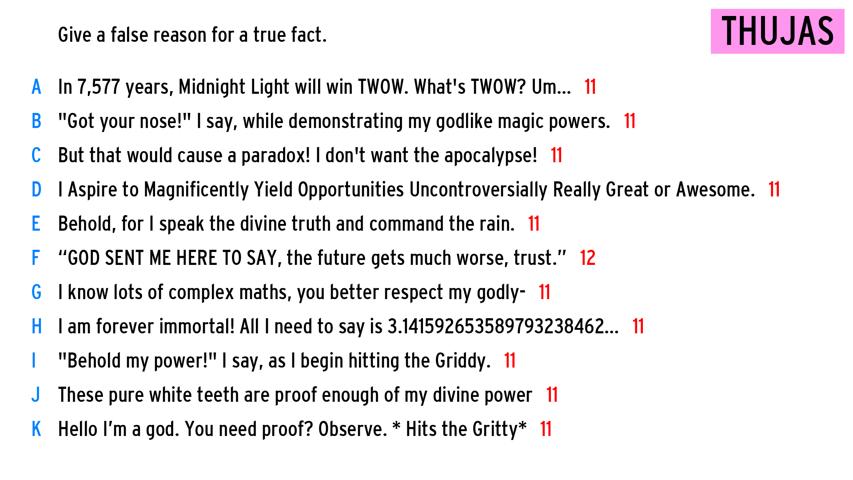 Give a false reason for a true fact.
THUJAS
A In 7,577 years, Midnight Light will win TWOW. What's TWOW? Um... 11
B "Got your nose!" I say, while demonstrating my godlike magic powers. 11
C But that would cause a paradox! I don't want the apocalypse! 11
D I Aspire to Magnificently Yield Opportunities Uncontroversially Really Great or Awesome. 11
E Behold, for I speak the divine truth and command the rain. 11
F “GOD SENT ME HERE TO SAY, the future gets much worse, trust.” 12
G I know lots of complex maths, you better respect my godly- 11
H I am forever immortal! All I need to say is 3.141592653589793238462... 11
I "Behold my power!" I say, as I begin hitting the Griddy. 11
J These pure white teeth are proof enough of my divine power 11
K Hello I'm a god. You need proof? Observe. * Hits the Gritty* 11